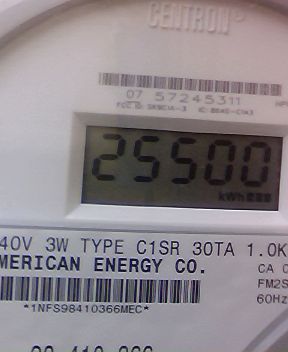 CENTRON®
07 57245311
25500
kWh
40V 3W TYPE C1SR 30TA 1.0K
MERICAN ENERGY CO.
CA 0
FM2S
60Hz
*1NFS98410366MEC*